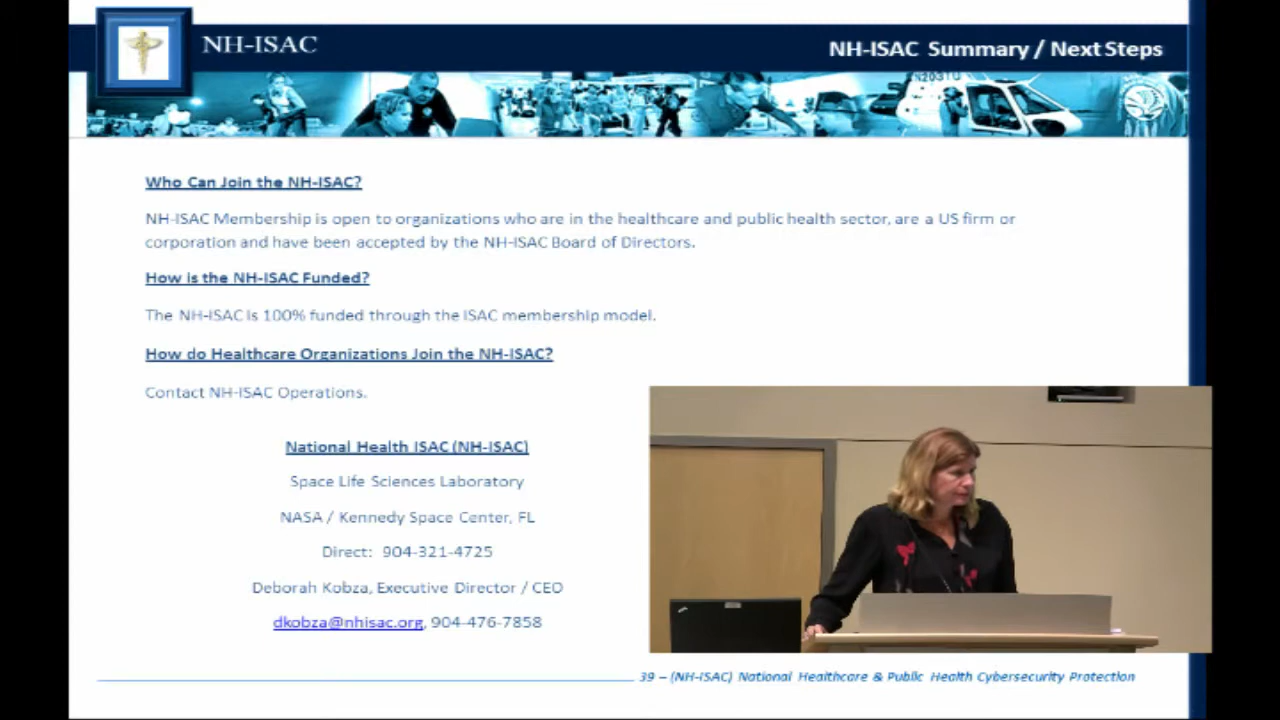 NH-ISAC
NH-ISAC Summary / Next Steps
Who Can Join the NH-ISAC?
NH-ISAC Membership is open to organizations who are in the healthcare and public health sector, are a US firm or
corporation and have been accepted by the NH-ISAC Board of Directors.
How is the NH-ISAC Funded?
The NH-ISAC is 100% funded through the ISAC membership model.
How do Healthcare Organizations Join the NH-ISAC?
Contact NH-ISAC Operations.
National Health ISAC (NH-ISAC)
Space Life Sciences Laboratory
NASA / Kennedy Space Center, FL
Direct: 904-321-4725
Deborah Kobza, Executive Director / CEO
dkobza@nhisac.org, 904-476-7858
39 – (NH-ISAC) National Healthcare & Public Health Cybersecurity Protection